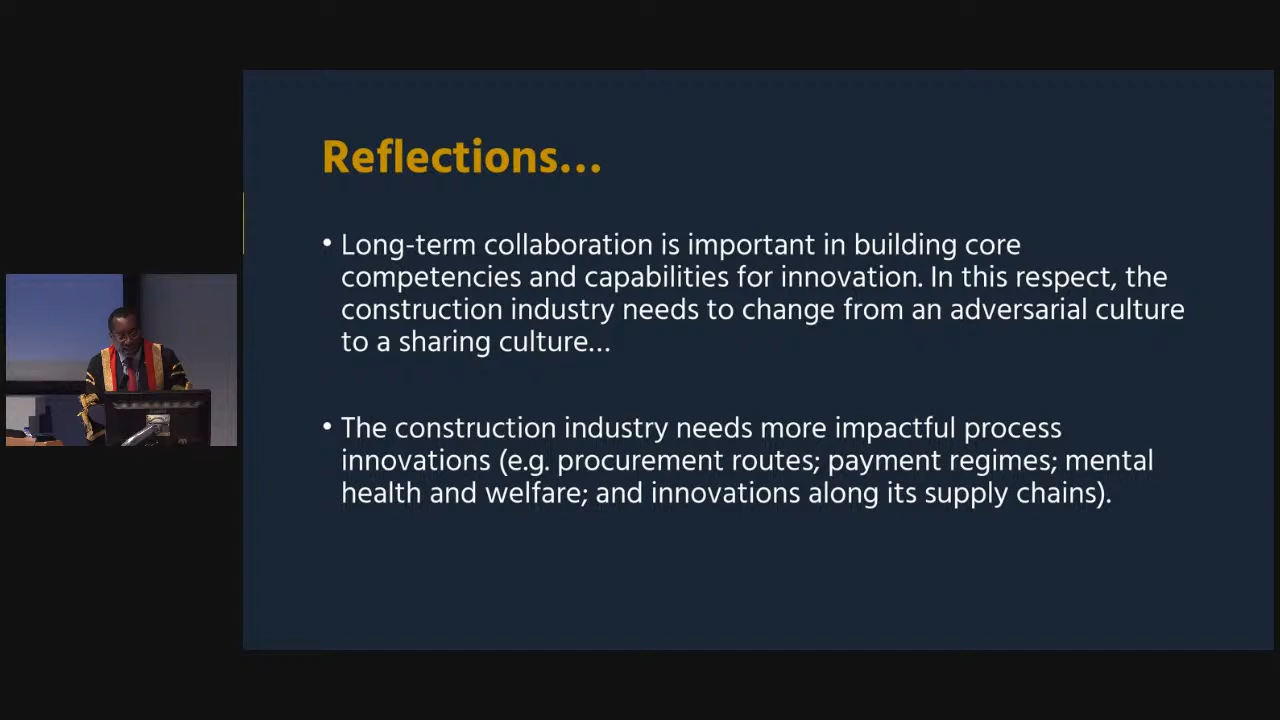 Reflections...
• Long-term collaboration is important in building core
competencies and capabilities for innovation. In this respect, the
construction industry needs to change from an adversarial culture
to a sharing culture...
• The construction industry needs more impactful process
innovations (e.g. procurement routes; payment regimes; mental
health and welfare; and innovations along its supply chains).